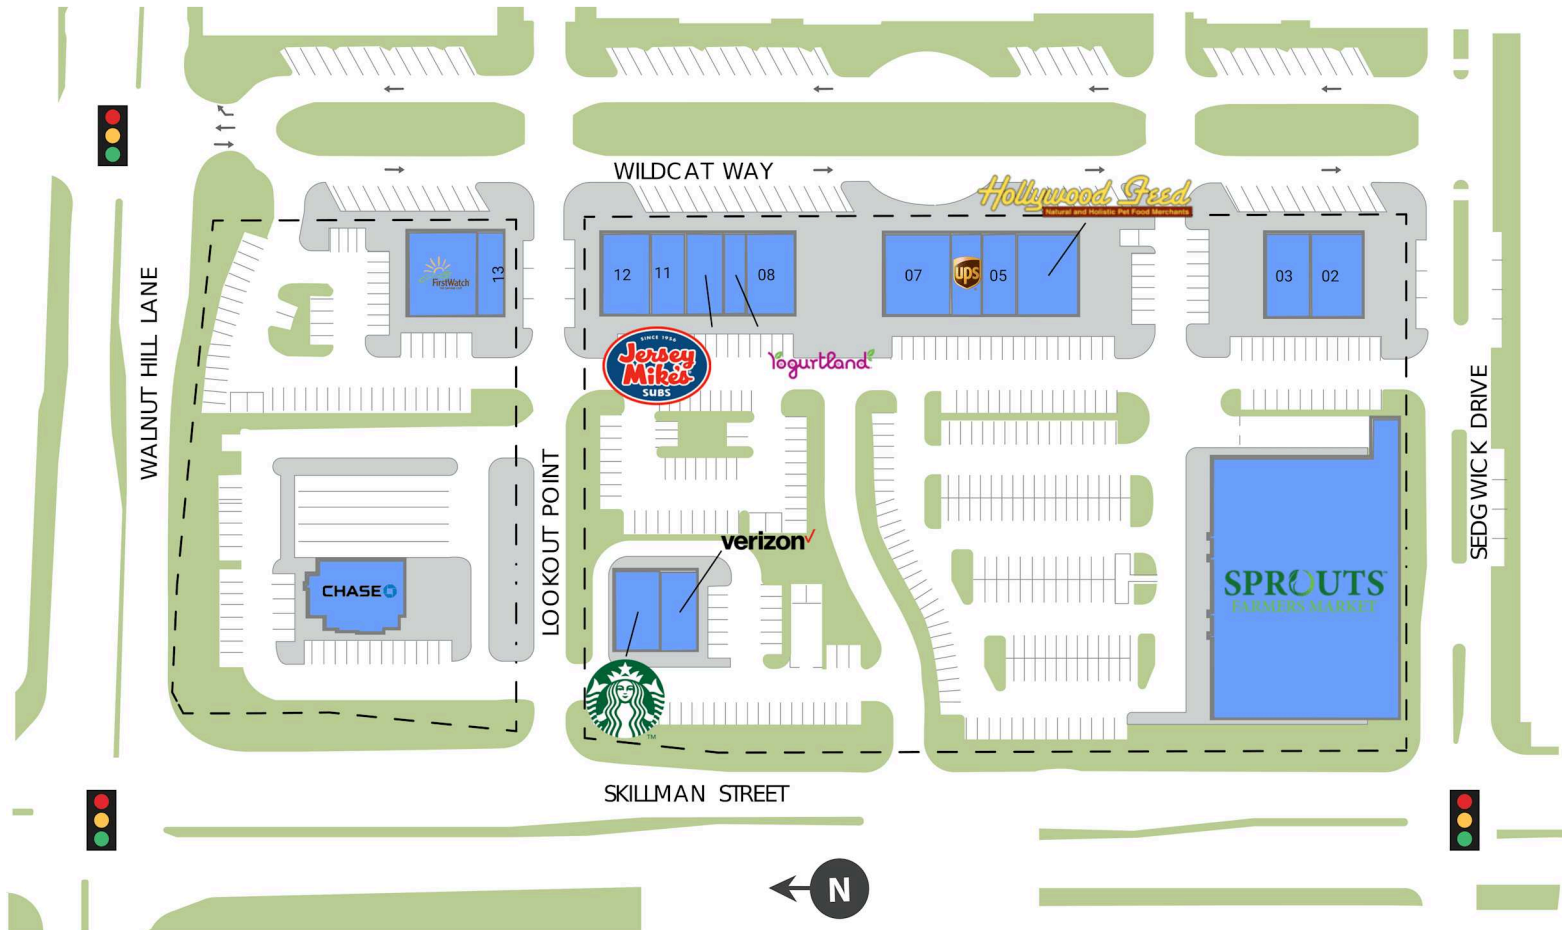 WILDCAT WAY
Hollywood Feed
Natural and Holistic Pet Food Merchants
WALNUT HILL LANE
FirstWatch
13
12
11
08
07
ups
05
03
02
SINCE 1956
Jersey
Mike's
SUBS
Yogurtland
SEDGWICK DRIVE
LOOKOUT POINT
verizon
CHASE
SPROUTS
FARMERS MARKET
TM
SKILLMAN STREET
N